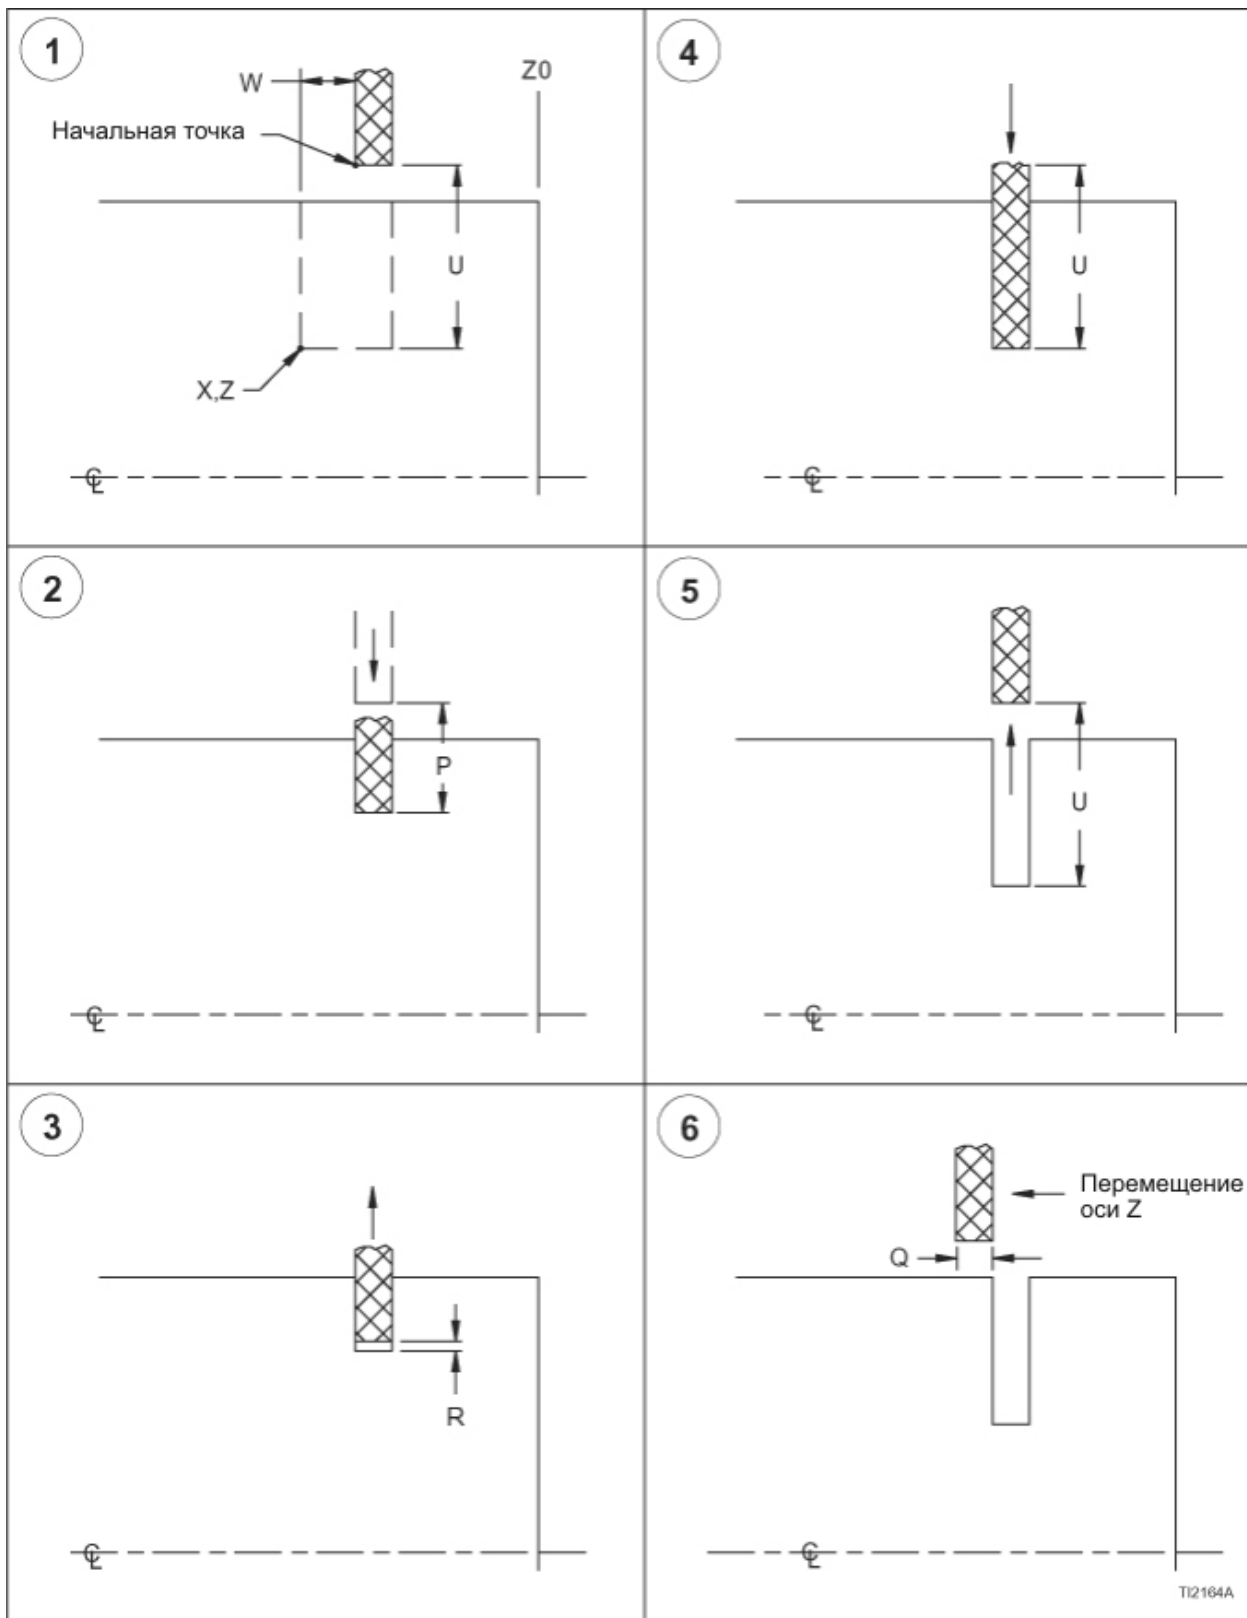 1
W
Z0
Начальная точка
U
X,Z
℄
4
U
℄
2
P
℄
5
U
℄
3
R
℄
6
Перемещение
оси Z
Q
℄
TI2164A